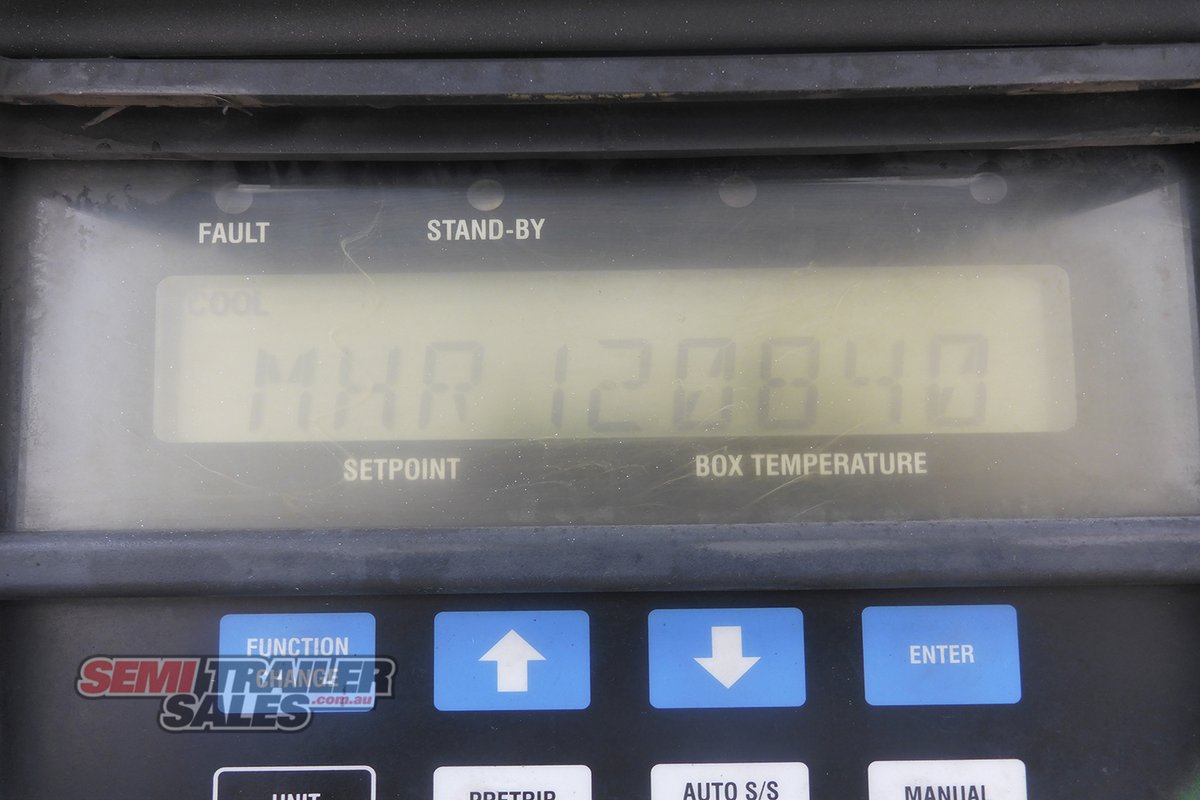 FAULT STAND-BY
COOL
MHR 120840
SETPOINT BOX TEMPERATURE
FUNCTION CHANGE ENTER
SEMI TRAILER SALES .com.au
UNIT PRETRIP AUTO S/S MANUAL